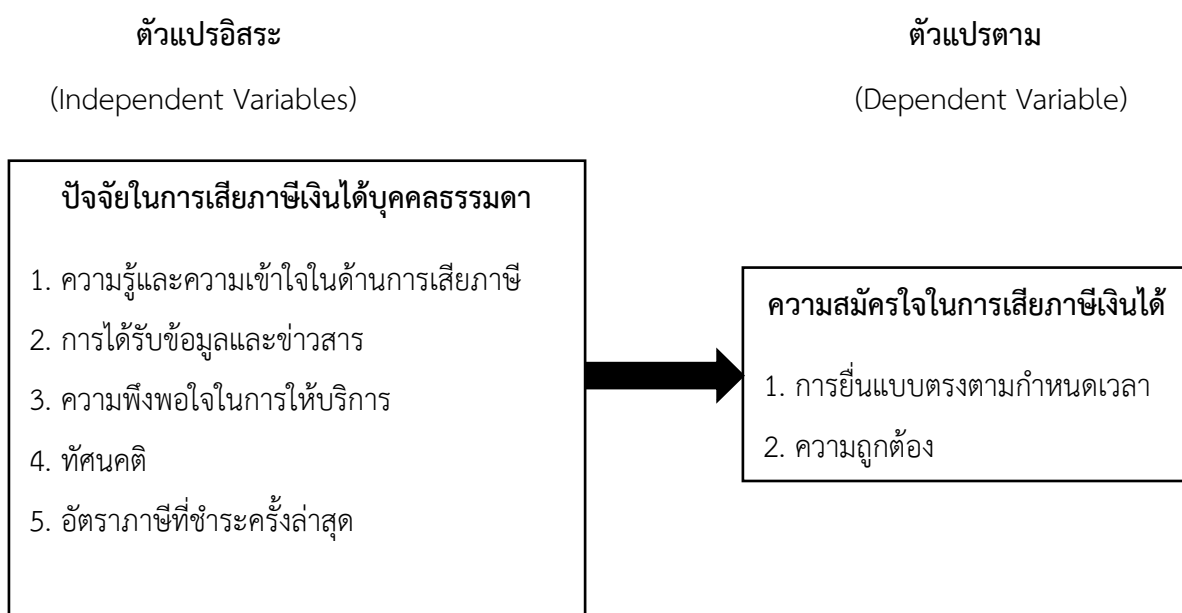 ตัวแปรอิสระ
(Independent Variables)
ตัวแปรตาม
(Dependent Variable)
ปัจจัยในการเสียภาษีเงินได้บุคคลธรรมดา
1. ความรู้และความเข้าใจในด้านการเสียภาษี
2. การได้รับข้อมูลและข่าวสาร
3. ความพึงพอใจในการให้บริการ
4. ทัศนคติ
5. อัตราภาษีที่ชำระครั้งล่าสุด
ความสมัครใจในการเสียภาษีเงินได้
1. การยื่นแบบตรงตามกำหนดเวลา
2. ความถูกต้อง